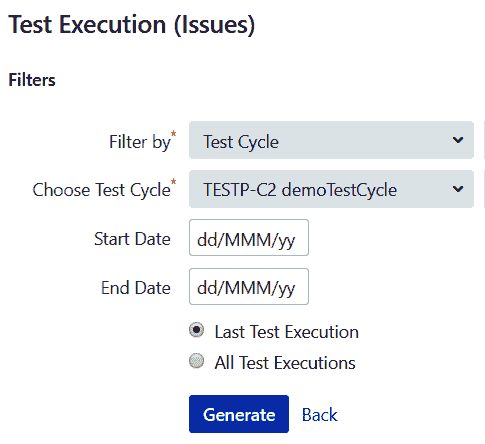 Test Execution (Issues)
Filters
Filter by* Test Cycle
Choose Test Cycle* TESTP-C2 demoTestCycle
Start Date dd/MMM/yy
End Date dd/MMM/yy
Last Test Execution
All Test Executions
Generate Back